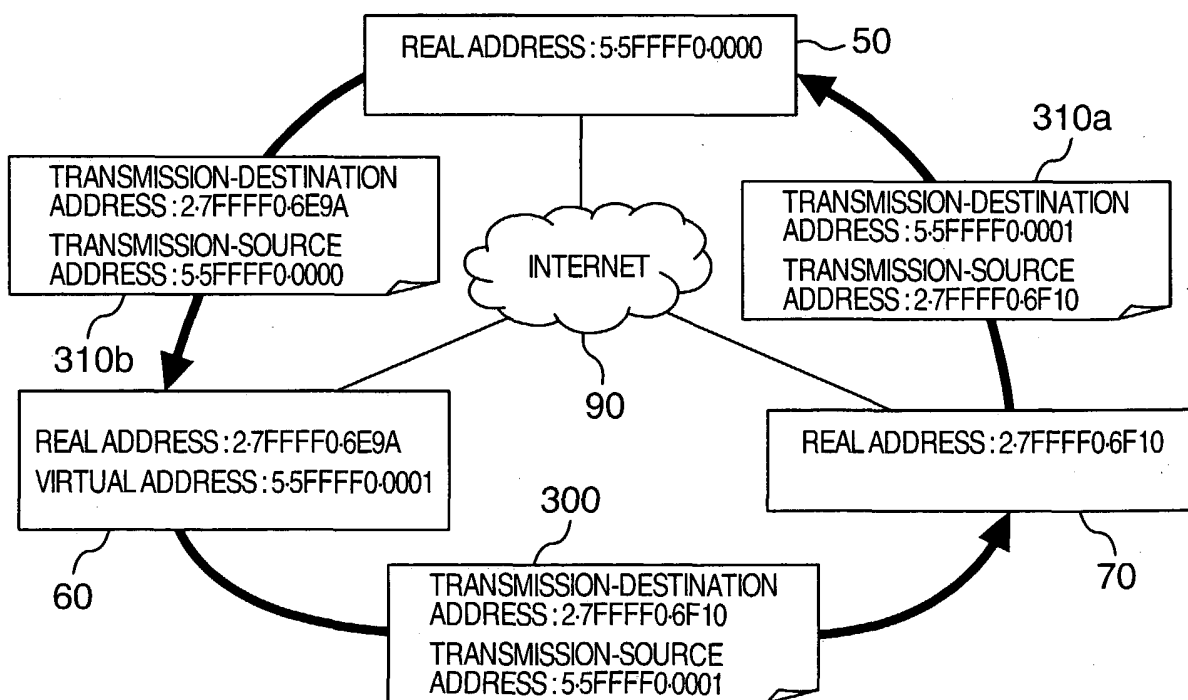 REAL ADDRESS : 5·5FFFF0·0000
50
310a
TRANSMISSION-DESTINATION
ADDRESS : 2·7FFFF0·6E9A
TRANSMISSION-SOURCE
ADDRESS : 5·5FFFF0·0000
310b
INTERNET
90
TRANSMISSION-DESTINATION
ADDRESS : 5·5FFFF0·0001
TRANSMISSION-SOURCE
ADDRESS : 2·7FFFF0·6F10
REAL ADDRESS : 2·7FFFF0·6E9A
VIRTUAL ADDRESS : 5·5FFFF0·0001
60
REAL ADDRESS : 2·7FFFF0·6F10
70
300
TRANSMISSION-DESTINATION
ADDRESS : 2·7FFFF0·6F10
TRANSMISSION-SOURCE
ADDRESS : 5·5FFFF0·0001